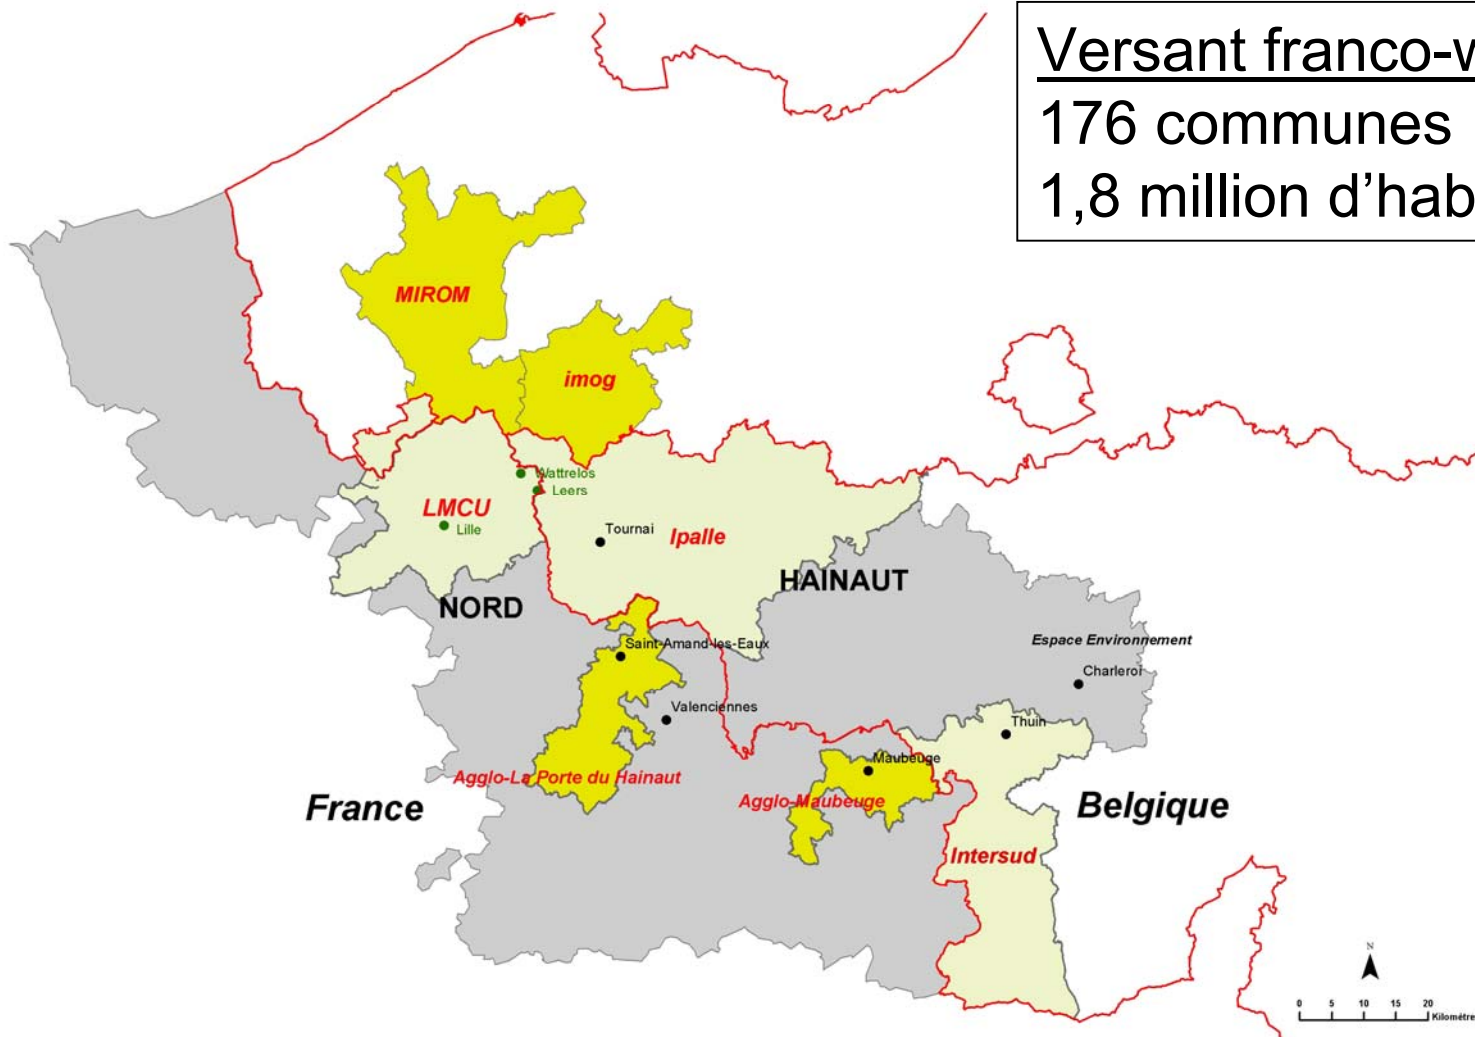 Versant franco-w
176 communes
1,8 million d’hab
MIROM
imog
Wattrelos
Leers
LMCU
Lille
Tournai
Ipalle
HAINAUT
NORD
Espace Environnement
Saint-Amand-les-Eaux
Charleroi
Valenciennes
Thuin
Maubeuge
Agglo-La Porte du Hainaut
Agglo-Maubeuge
France
Belgique
Intersud
N
0 5 10 15 20
Kilomètre